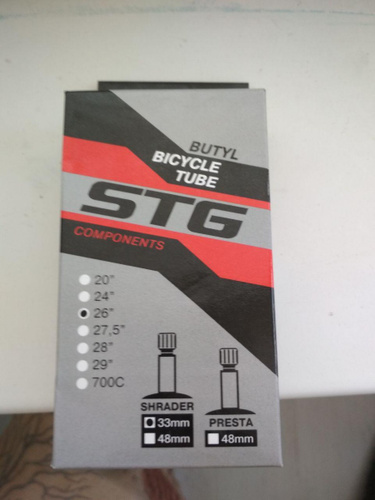 BUTYL
BICYCLE
TUBE
STG
COMPONENTS
20"
24"
26"
27,5"
28"
29"
700C
SHRADER
33mm
48mm
PRESTA
48mm